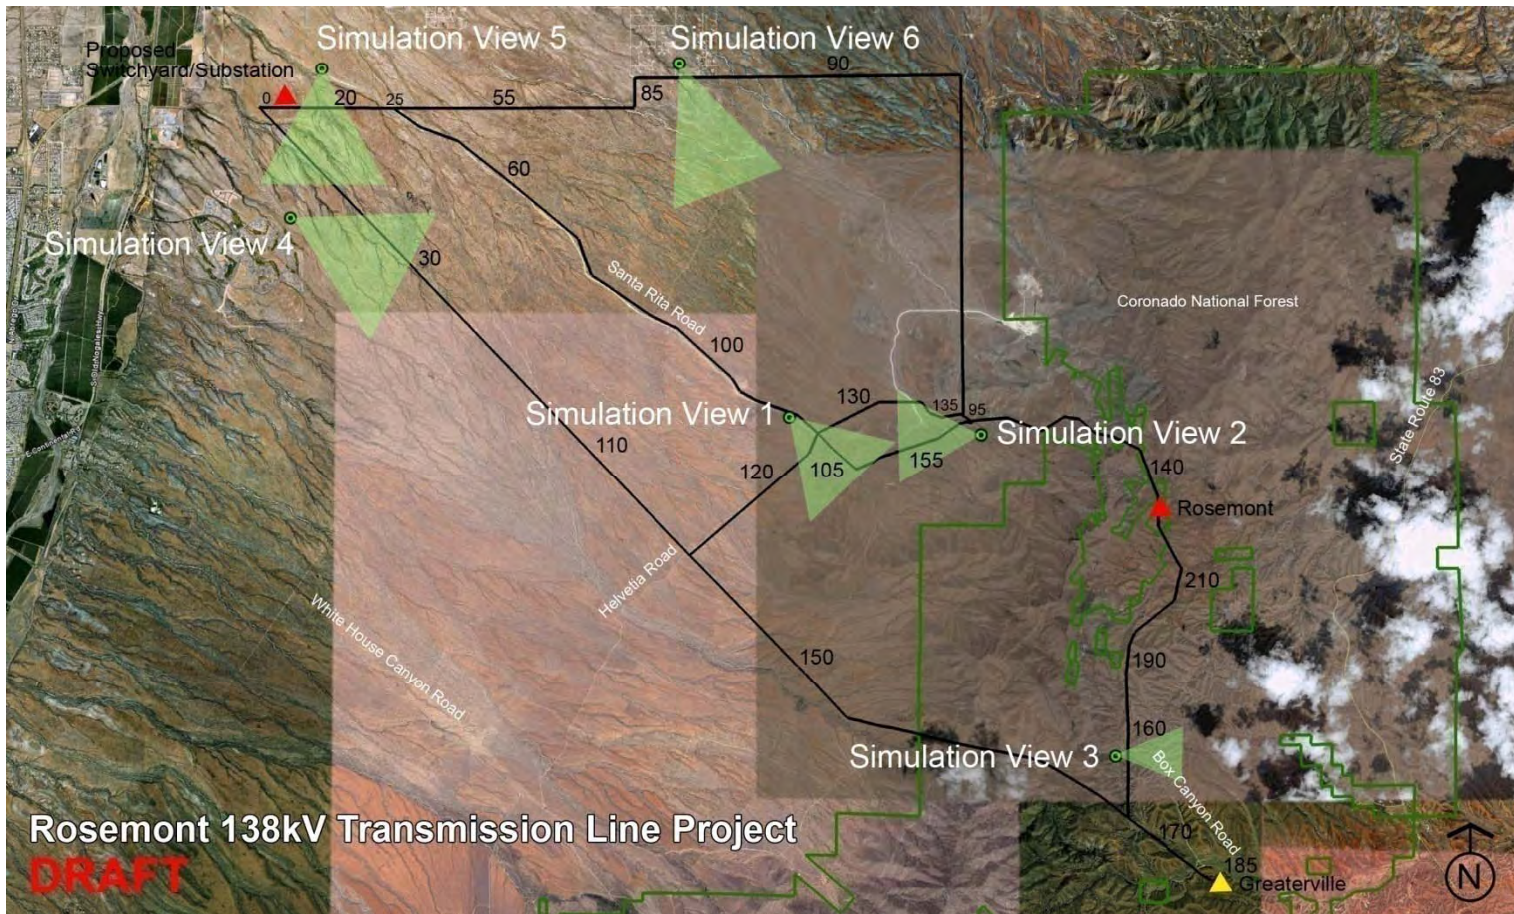 Simulation View 5
Simulation View 6
Proposed
Switchyard/Substation
0
20
25
55
85
90
60
Simulation View 4
30
Santa Rita Road
Coronado National Forest
100
State Route 83
130
135
95
Simulation View 1
Simulation View 2
110
120
105
155
140
Rosemont
Helvetia Road
210
White House Canyon Road
150
190
160
Simulation View 3
Box Canyon Road
Rosemont 138kV Transmission Line Project
170
DRAFT
185
Greaterville
N